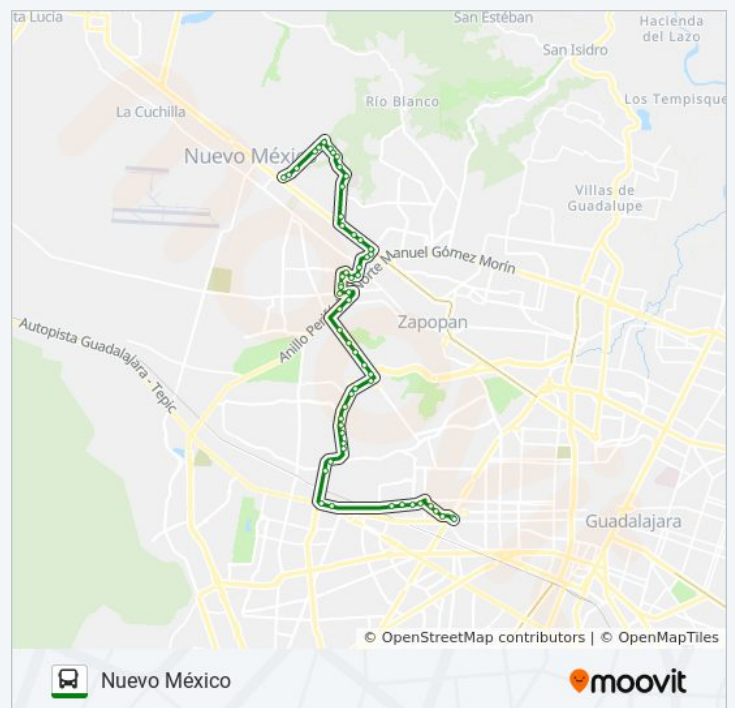 ta Lucía
San Estéban
Hacienda
del Lazo
San Isidro
La Cuchilla
Río Blanco
Los Tempisque
Nuevo Méxic
Villas de
Guadalupe
Norte Manuel Gómez Morín
Autopista Guadalajara - Tepic
Anillo Peri
Zapopan
Guadalajara
© OpenStreetMap contributors | © OpenMapTiles
Nuevo México
moovit